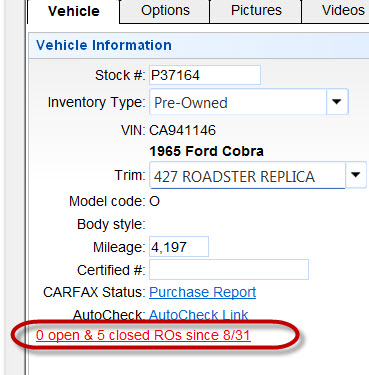 Vehicle Options Pictures Videos
Vehicle Information
Stock #: P37164
Inventory Type: Pre-Owned
VIN: CA941146
1965 Ford Cobra
Trim: 427 ROADSTER REPLICA
Model code: O
Body style:
Mileage: 4,197
Certified #:
CARFAX Status: Purchase Report
AutoCheck: AutoCheck Link
0 open & 5 closed ROs since 8/31